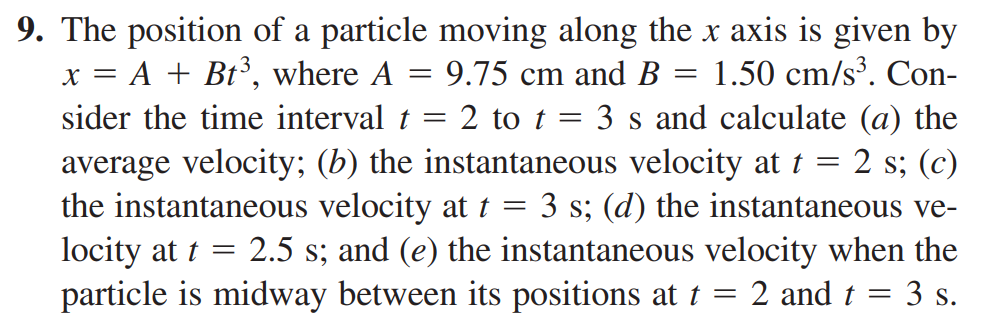 9. The position of a particle moving along the x axis is given by
x = A + Bt³, where A = 9.75 cm and B = 1.50 cm/s³. Con-
sider the time interval t = 2 to t = 3 s and calculate (a) the
average velocity; (b) the instantaneous velocity at t = 2 s; (c)
the instantaneous velocity at t = 3 s; (d) the instantaneous ve-
locity at t = 2.5 s; and (e) the instantaneous velocity when the
particle is midway between its positions at t = 2 and t = 3 s.